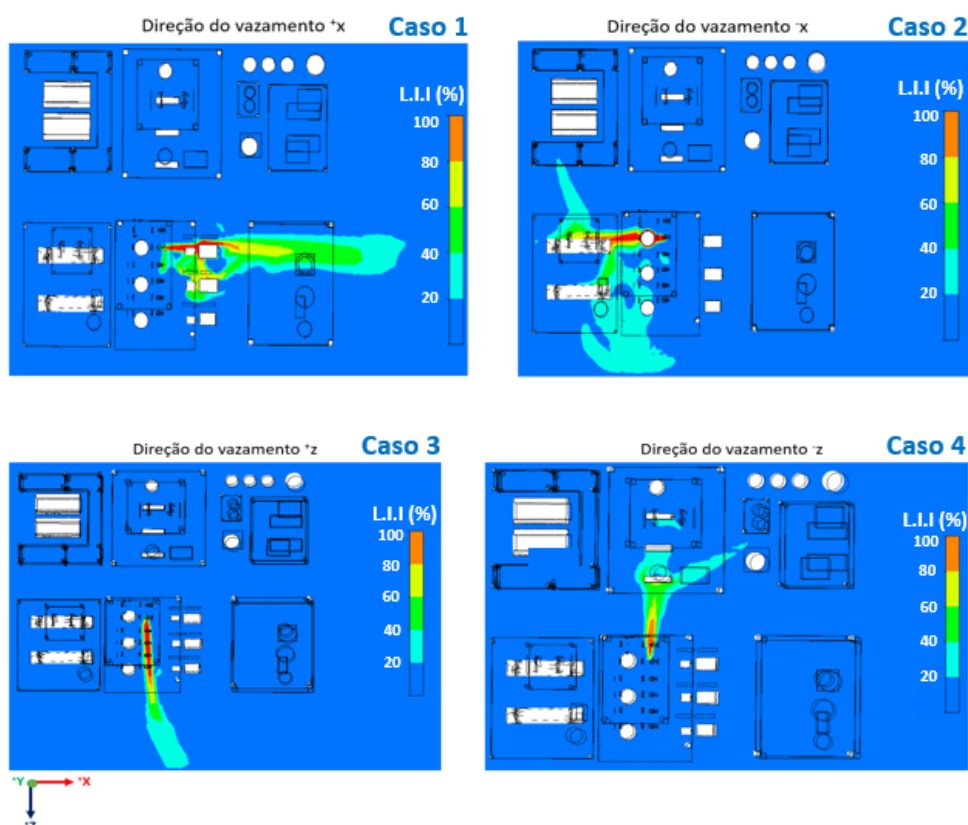 Direção do vazamento ⁺x Caso 1
L.I.I (%)
100
80
60
40
20
Direção do vazamento ⁻x Caso 2
L.I.I (%)
100
80
60
40
20
Direção do vazamento ⁺z Caso 3
L.I.I (%)
100
80
60
40
20
Direção do vazamento ⁻z Caso 4
L.I.I (%)
100
80
60
40
20
⁺Y ⁺X